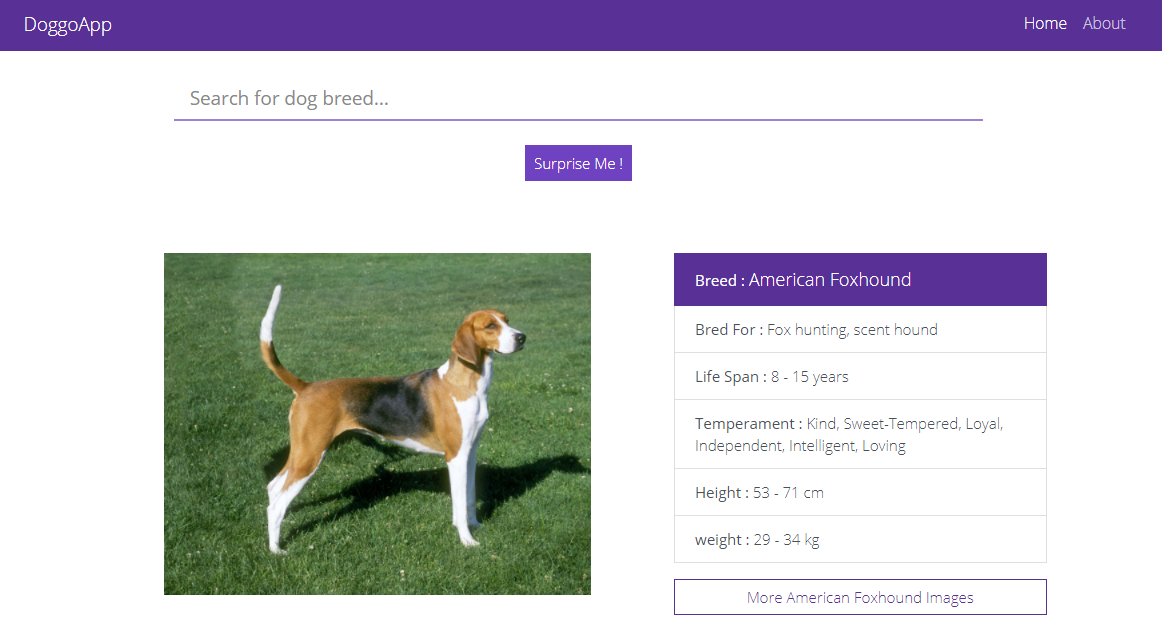 DoggoApp
Home About
Search for dog breed...
Surprise Me !
Breed : American Foxhound
Bred For : Fox hunting, scent hound
Life Span : 8 - 15 years
Temperament : Kind, Sweet-Tempered, Loyal,
Independent, Intelligent, Loving
Height : 53 - 71 cm
weight : 29 - 34 kg
More American Foxhound Images